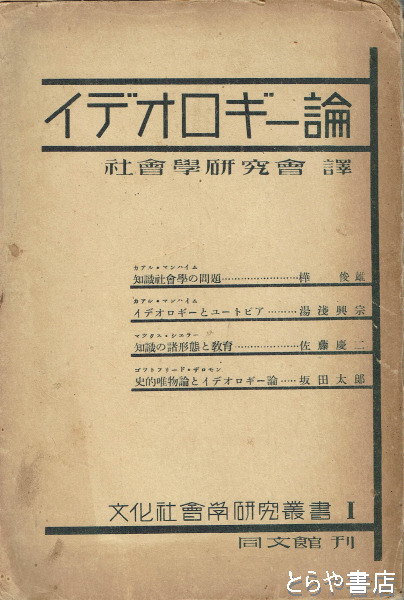 イデオロギー論
社會學研究會 譯
カアル・マンハイム
知識社會學の問題……………………樺 俊雄
カアル・マンハイム
イデオロギーとユートピア………湯淺興宗
マックス・シエラー
知識の諸形態と教育…………………佐藤慶二
ゴツトフリード・ザロモン
史的唯物論とイデオロギー論……坂田太郎
文化社會学研究叢書 I
同文館刊
とらや書店